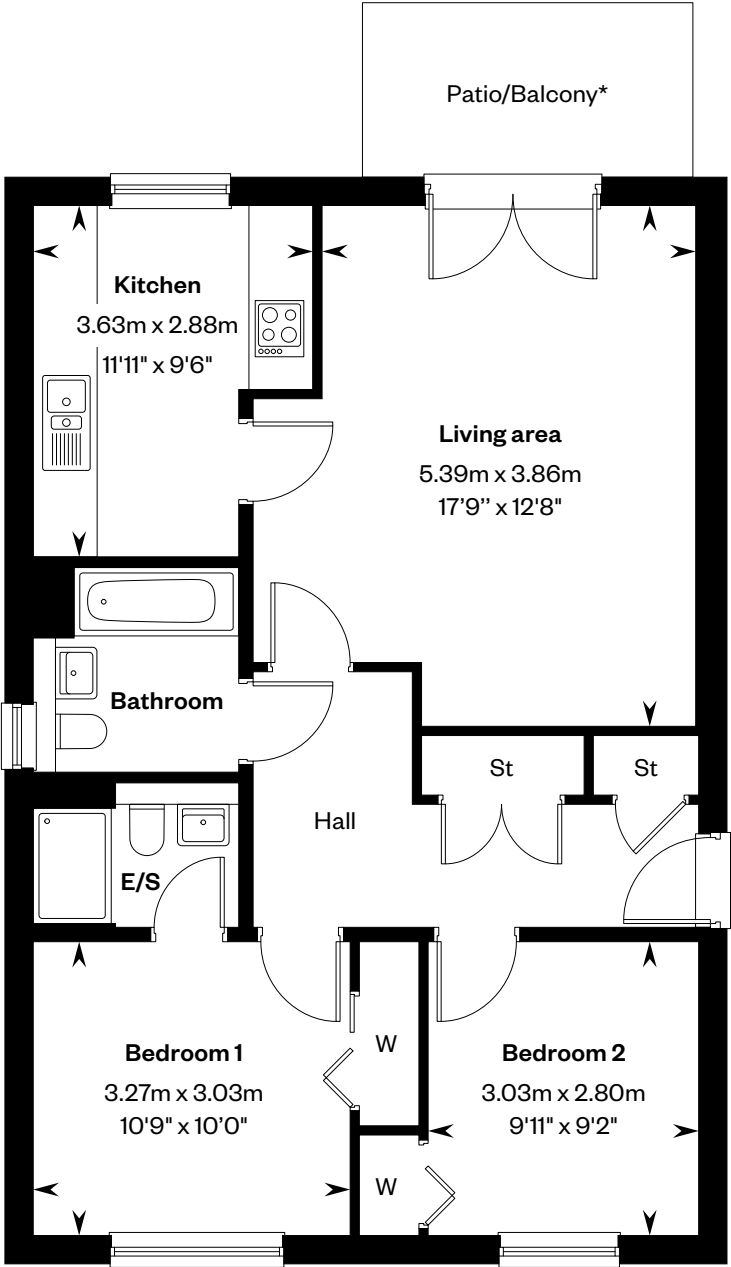 Patio/Balcony*
Kitchen
3.63m x 2.88m
11'11" x 9'6"
Living area
5.39m x 3.86m
17'9’’ x 12'8"
Bathroom
St
St
Hall
E/S
Bedroom 1
3.27m x 3.03m
10'9" x 10’0"
W
Bedroom 2
3.03m x 2.80m
9'11" x 9'2"
W